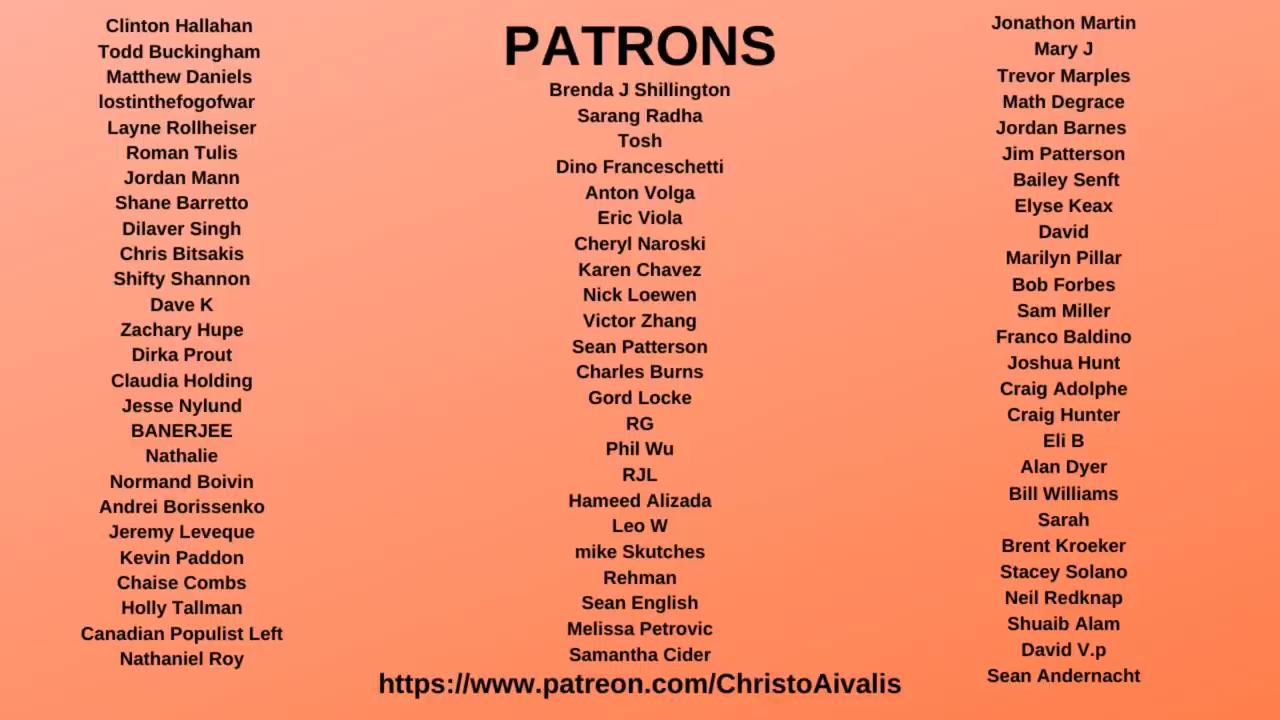 Clinton Hallahan
Todd Buckingham
Matthew Daniels
lostinthefogofwar
Layne Rollheiser
Roman Tulis
Jordan Mann
Shane Barretto
Dilaver Singh
Chris Bitsakis
Shifty Shannon
Dave K
Zachary Hupe
Dirka Prout
Claudia Holding
Jesse Nylund
BANERJEE
Nathalie
Normand Boivin
Andrei Borissenko
Jeremy Leveque
Kevin Paddon
Chaise Combs
Holly Tallman
Canadian Populist Left
Nathaniel Roy
PATRONS
Brenda J Shillington
Sarang Radha
Tosh
Dino Franceschetti
Anton Volga
Eric Viola
Cheryl Naroski
Karen Chavez
Nick Loewen
Victor Zhang
Sean Patterson
Charles Burns
Gord Locke
RG
Phil Wu
RJL
Hameed Alizada
Leo W
mike Skutches
Rehman
Sean English
Melissa Petrovic
Samantha Cider
https://www.patreon.com/ChristoAivalis
Jonathon Martin
Mary J
Trevor Marples
Math Degrace
Jordan Barnes
Jim Patterson
Bailey Senft
Elyse Keax
David
Marilyn Pillar
Bob Forbes
Sam Miller
Franco Baldino
Joshua Hunt
Craig Adolphe
Craig Hunter
Eli B
Alan Dyer
Bill Williams
Sarah
Brent Kroeker
Stacey Solano
Neil Redknap
Shuaib Alam
David V.p
Sean Andernacht